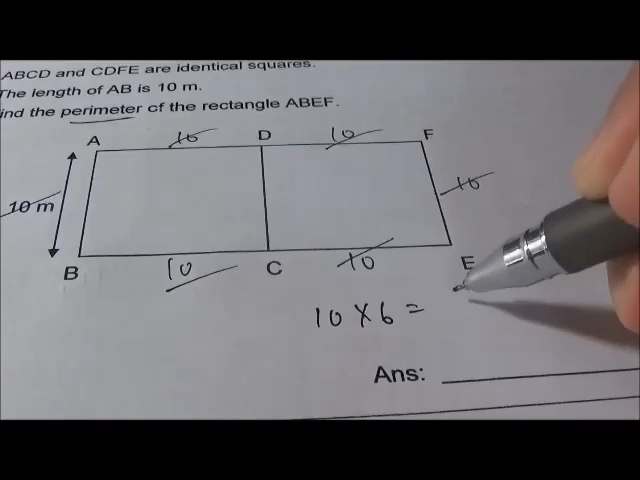 ABCD and CDFE are identical squares.
The length of AB is 10 m.
ind the perimeter of the rectangle ABEF.
A 10 D 10 F
10 m 10
B 10 C 10 E
10 x 6 =
Ans: